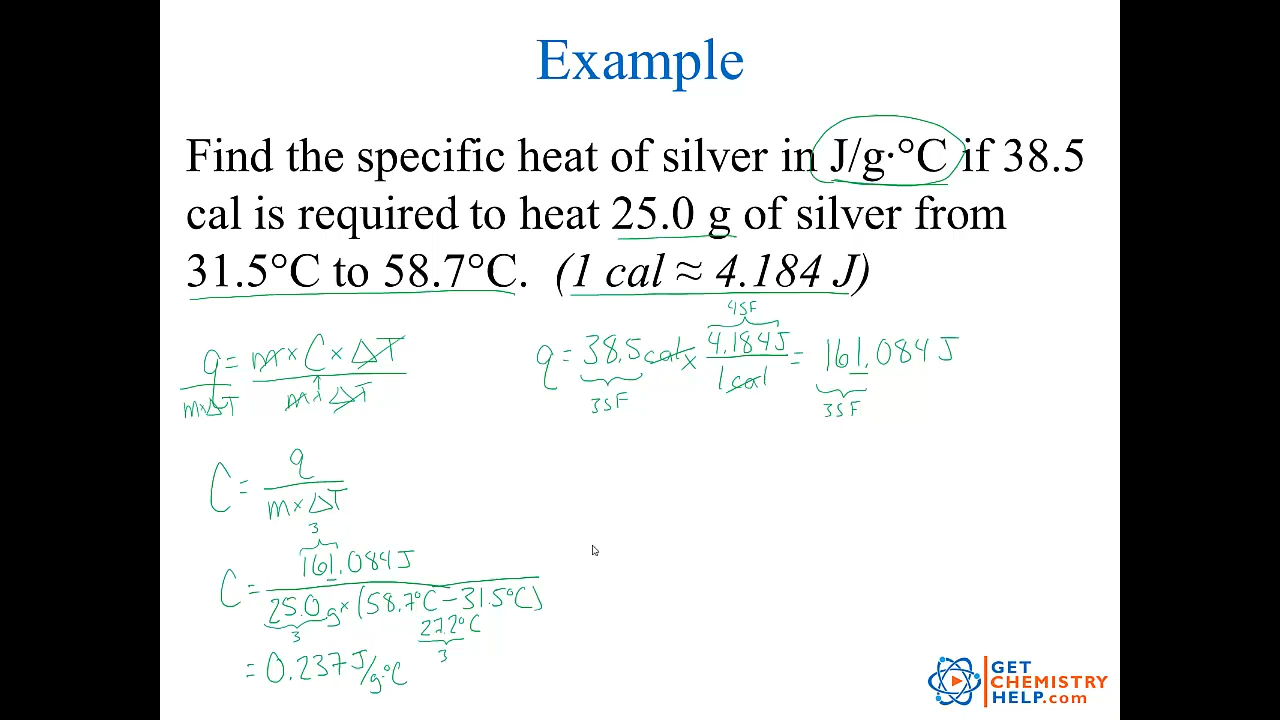 Example
Find the specific heat of silver in J/g·°C if 38.5
cal is required to heat 25.0 g of silver from
31.5°C to 58.7°C. (1 cal ≈ 4.184 J)
4SF
q = m × C × ΔT
m×ΔT m × ΔT
q = 38.5 cal × 4.184 J = 161.084 J
1 cal
3SF 3SF
C = q
m × ΔT
3
C = 161.084 J
25.0 g × (58.7°C − 31.5°C)
3 27.2°C
3
= 0.237 J/g·°C
GET
CHEMISTRY
HELP.com